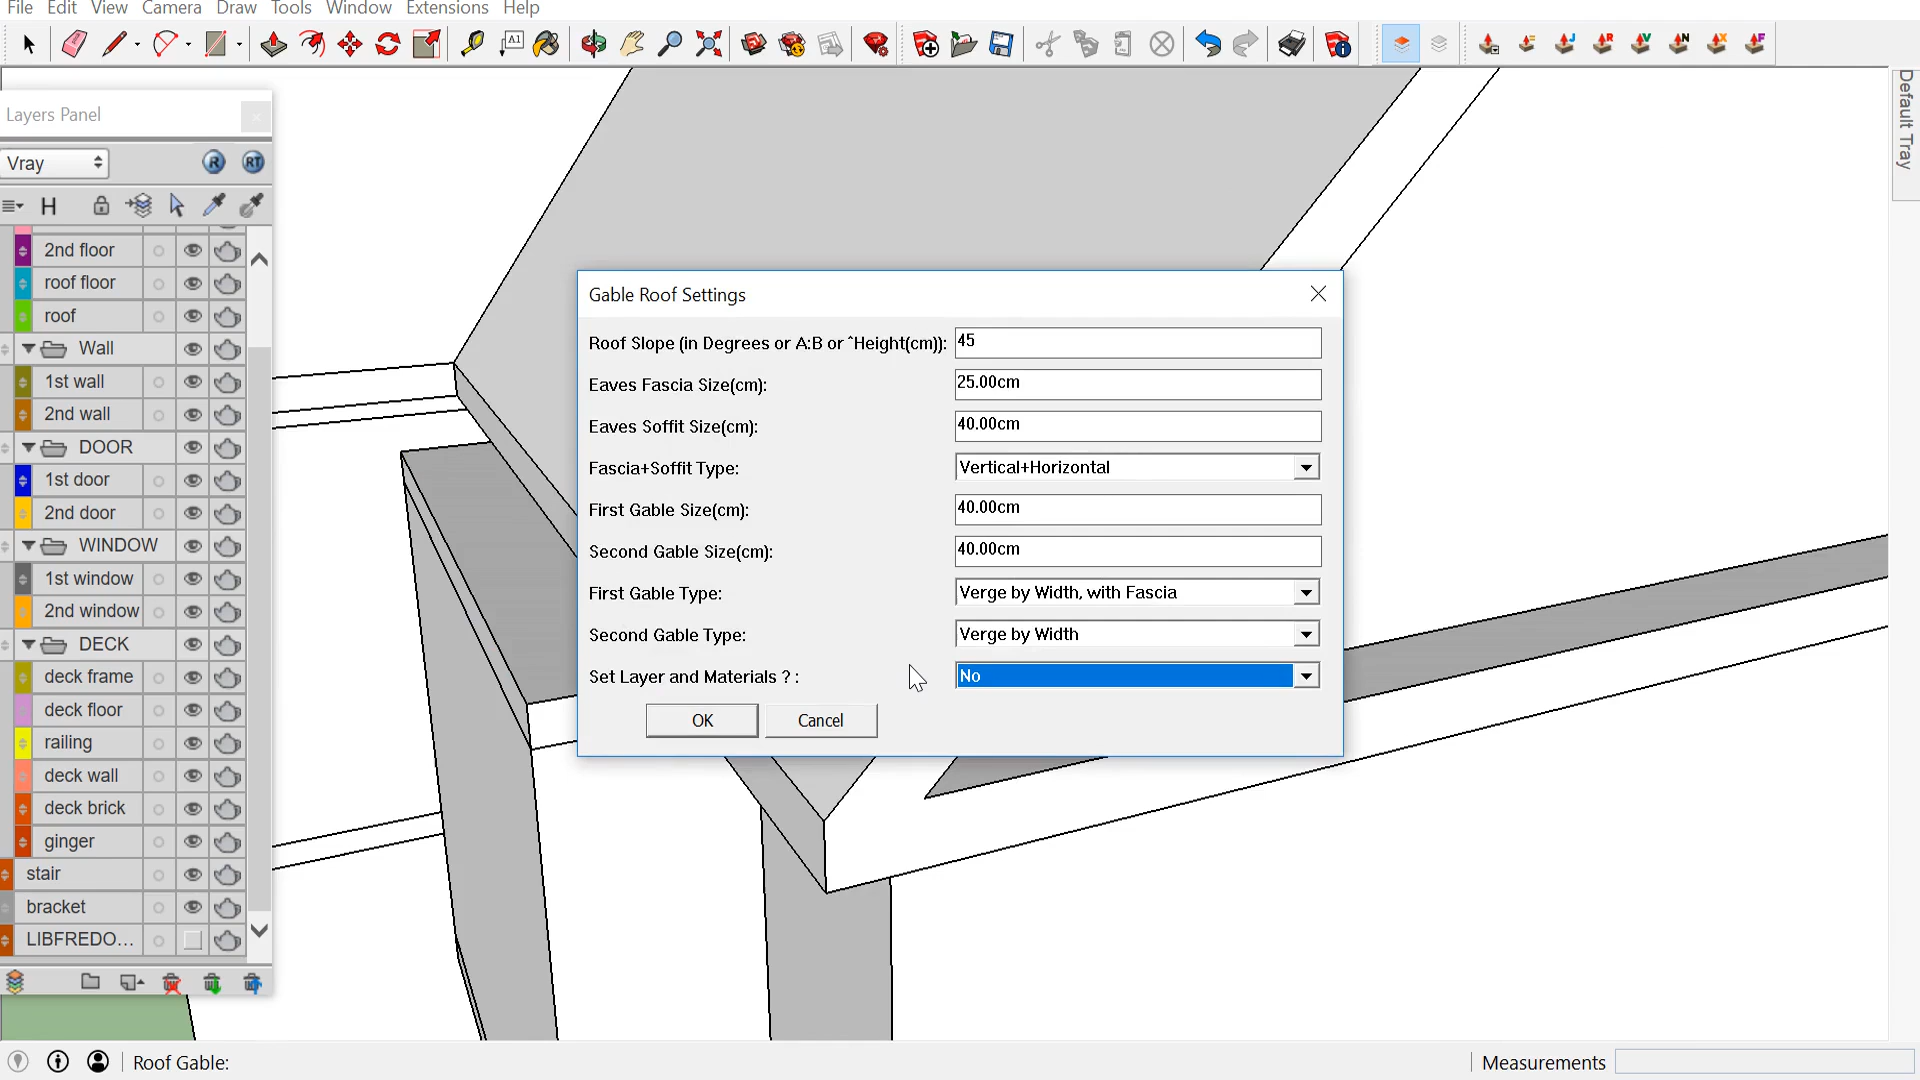 File Edit View Camera Draw Tools Window Extensions Help
A1
J R V N X F
Default Tray
Layers Panel
Vray
R RT
H
2nd floor
roof floor
roof
Wall
1st wall
2nd wall
DOOR
1st door
2nd door
WINDOW
1st window
2nd window
DECK
deck frame
deck floor
railing
deck wall
deck brick
ginger
stair
bracket
LIBFREDO...
Gable Roof Settings
Roof Slope (in Degrees or A:B or ^Height(cm)): 45
Eaves Fascia Size(cm): 25.00cm
Eaves Soffit Size(cm): 40.00cm
Fascia+Soffit Type: Vertical+Horizontal
First Gable Size(cm): 40.00cm
Second Gable Size(cm): 40.00cm
First Gable Type: Verge by Width, with Fascia
Second Gable Type: Verge by Width
Set Layer and Materials ? : No
OK Cancel
Roof Gable: Measurements